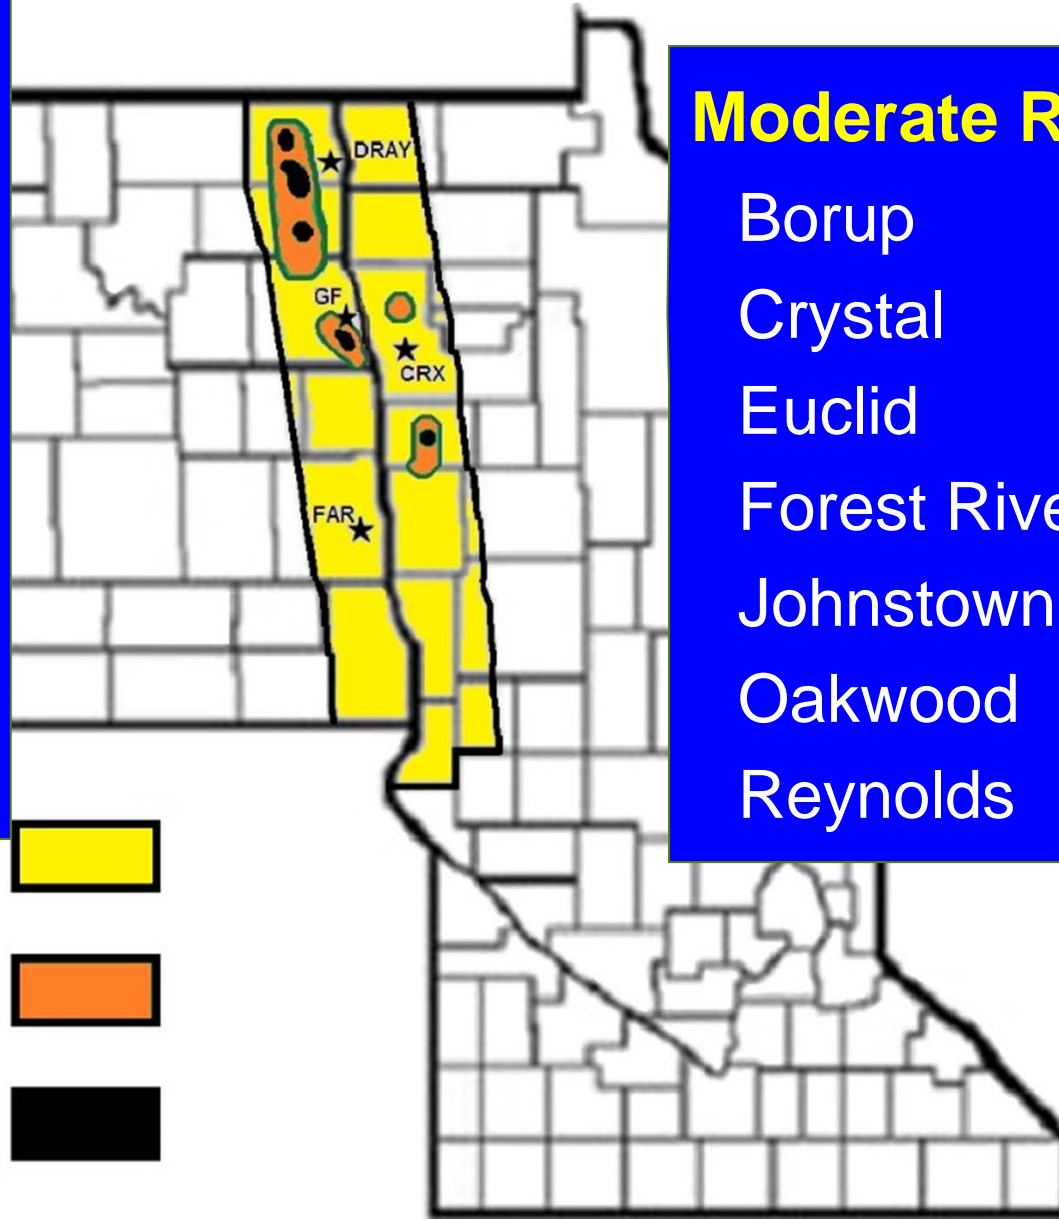 DRAY
GF
CRX
FAR
Moderate R
Borup
Crystal
Euclid
Forest Rive
Johnstown
Oakwood
Reynolds